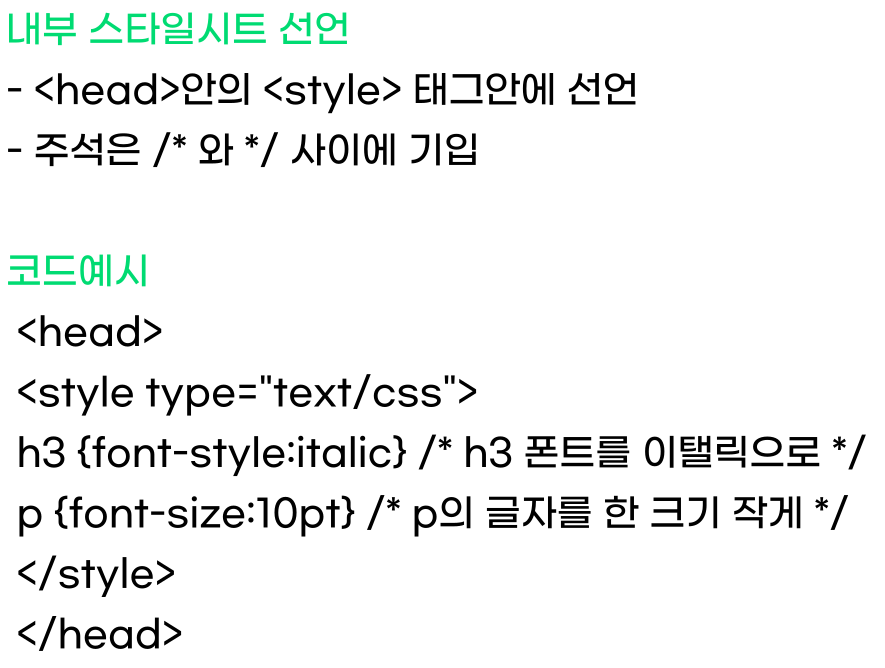 내부 스타일시트 선언
- <head>안의 <style> 태그안에 선언
- 주석은 /* 와 */ 사이에 기입
코드예시
<head>
<style type="text/css">
h3 {font-style:italic} /* h3 폰트를 이탤릭으로 */
p {font-size:10pt} /* p의 글자를 한 크기 작게 */
</style>
</head>